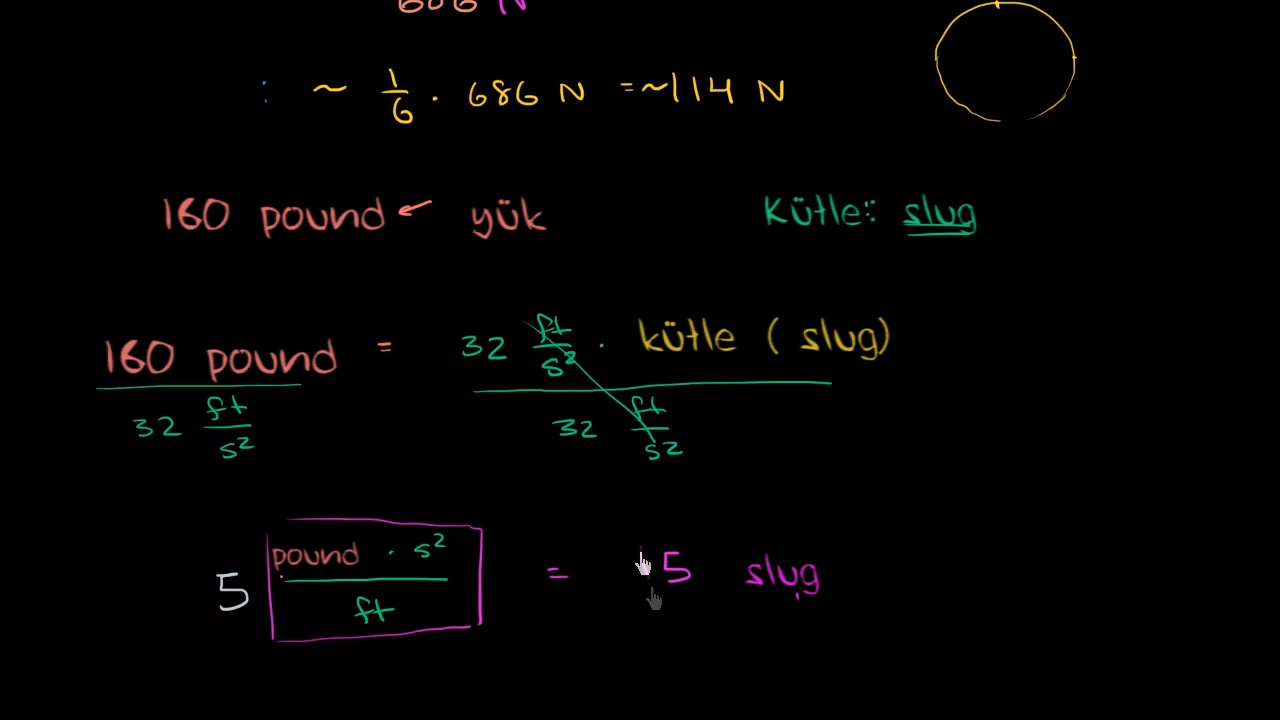 686 N
: ~ 1/6 · 686 N = ~114 N
160 pound ← yük Kütle: slug
160 pound / 32 ft/s² = 32 ft/s² · kütle (slug) / 32 ft/s²
5 pound · s² / ft = 5 slug